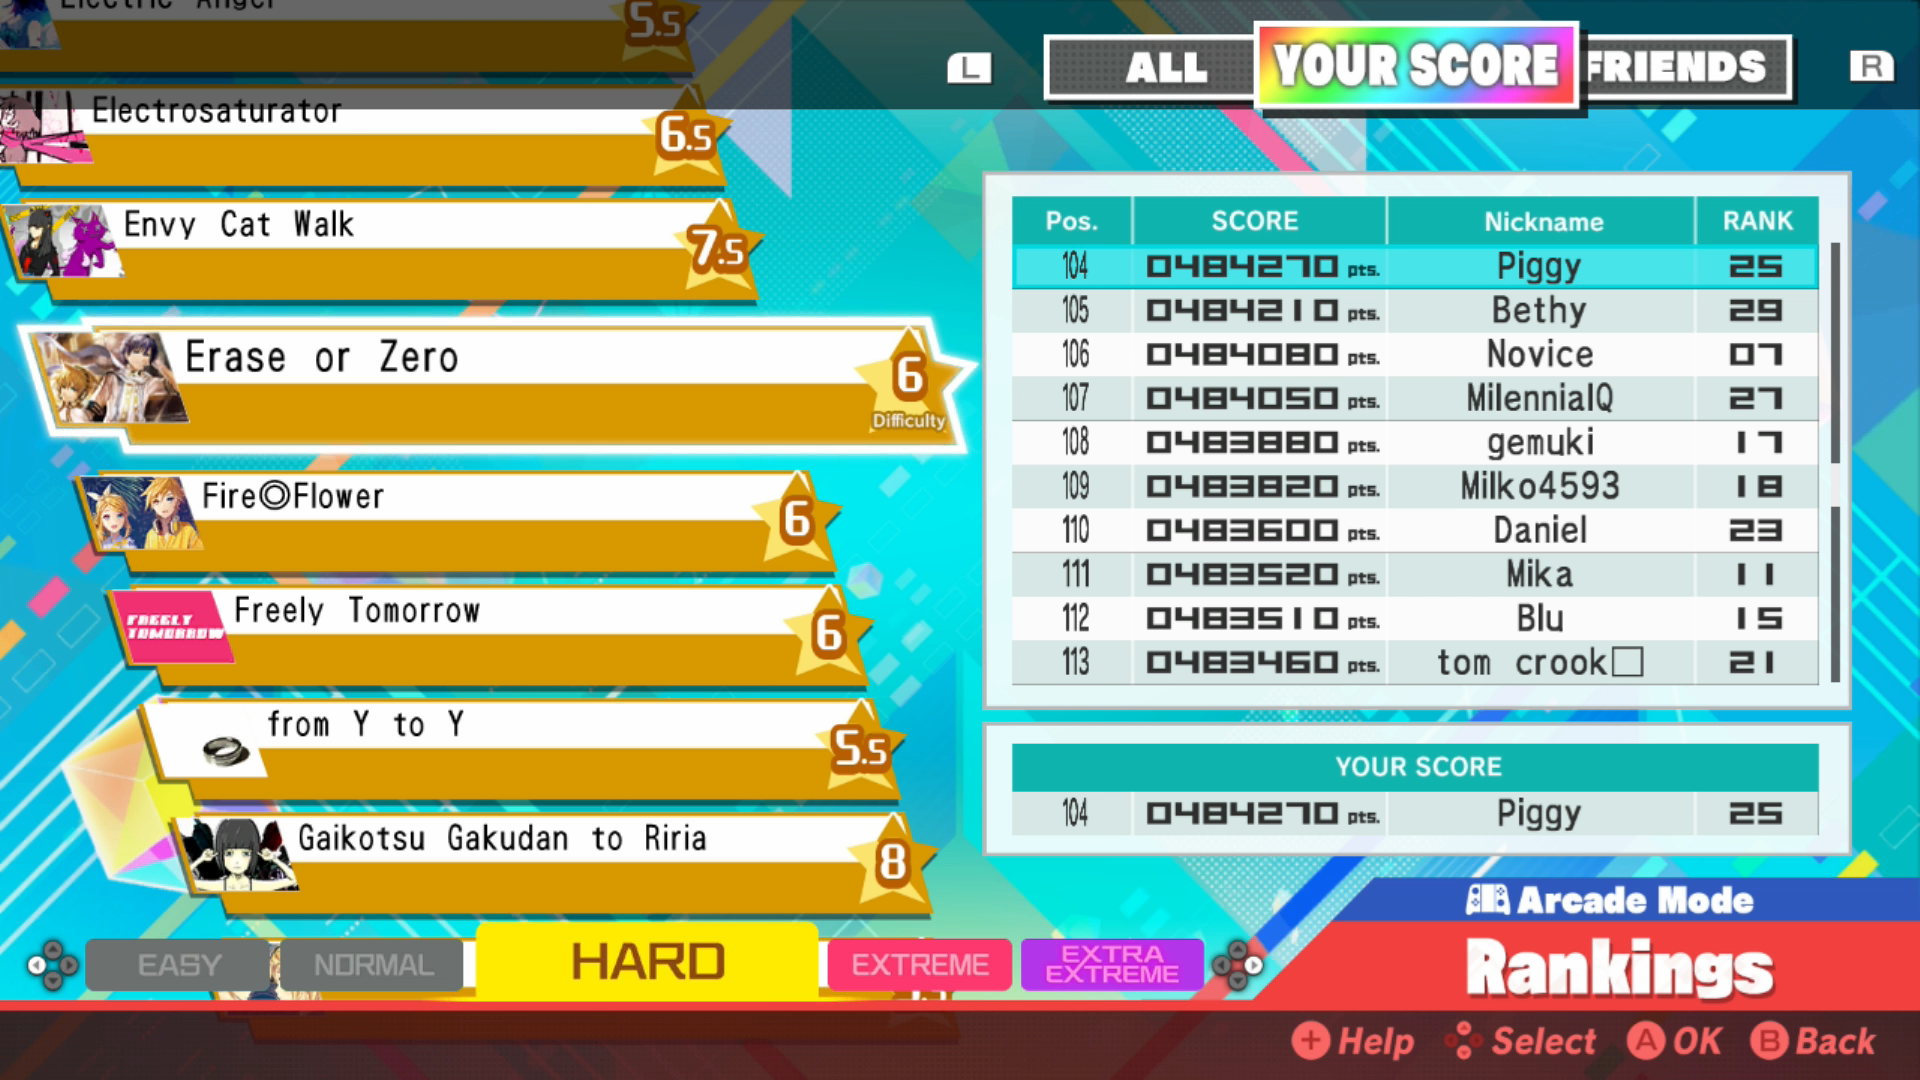 Electric Angel
5.5
L
ALL
YOUR SCORE
FRIENDS
R
Electrosaturator
6.5
Envy Cat Walk
7.5
Erase or Zero
6
Difficulty
Fire◎Flower
6
FREELY
TOMORROW
Freely Tomorrow
6
from Y to Y
5.5
Gaikotsu Gakudan to Riria
8
Pos. SCORE Nickname RANK
104 0484270 pts. Piggy 25
105 0484210 pts. Bethy 29
106 0484080 pts. Novice 07
107 0484050 pts. MilennialQ 27
108 0483880 pts. gemuki 17
109 0483820 pts. Milko4593 18
110 0483600 pts. Daniel 23
111 0483520 pts. Mika 11
112 0483510 pts. Blu 15
113 0483460 pts. tom crook□ 21
YOUR SCORE
104 0484270 pts. Piggy 25
Arcade Mode
Rankings
EASY
NORMAL
HARD
EXTREME
EXTRA
EXTREME
+ Help
Select
A OK
B Back